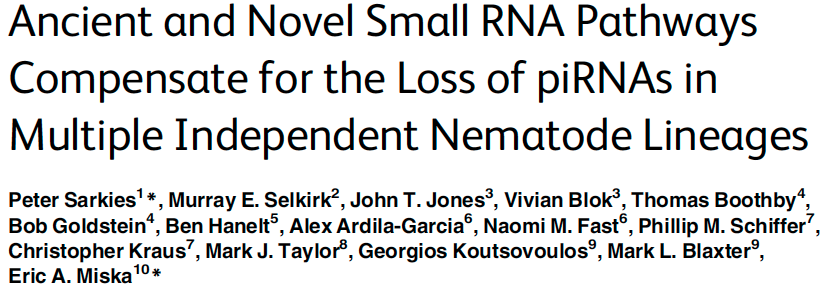 Ancient and Novel Small RNA Pathways
Compensate for the Loss of piRNAs in
Multiple Independent Nematode Lineages
Peter Sarkies1*, Murray E. Selkirk2, John T. Jones3, Vivian Blok3, Thomas Boothby4,
Bob Goldstein4, Ben Hanelt5, Alex Ardila-Garcia6, Naomi M. Fast6, Phillip M. Schiffer7,
Christopher Kraus7, Mark J. Taylor8, Georgios Koutsovoulos9, Mark L. Blaxter9,
Eric A. Miska10*